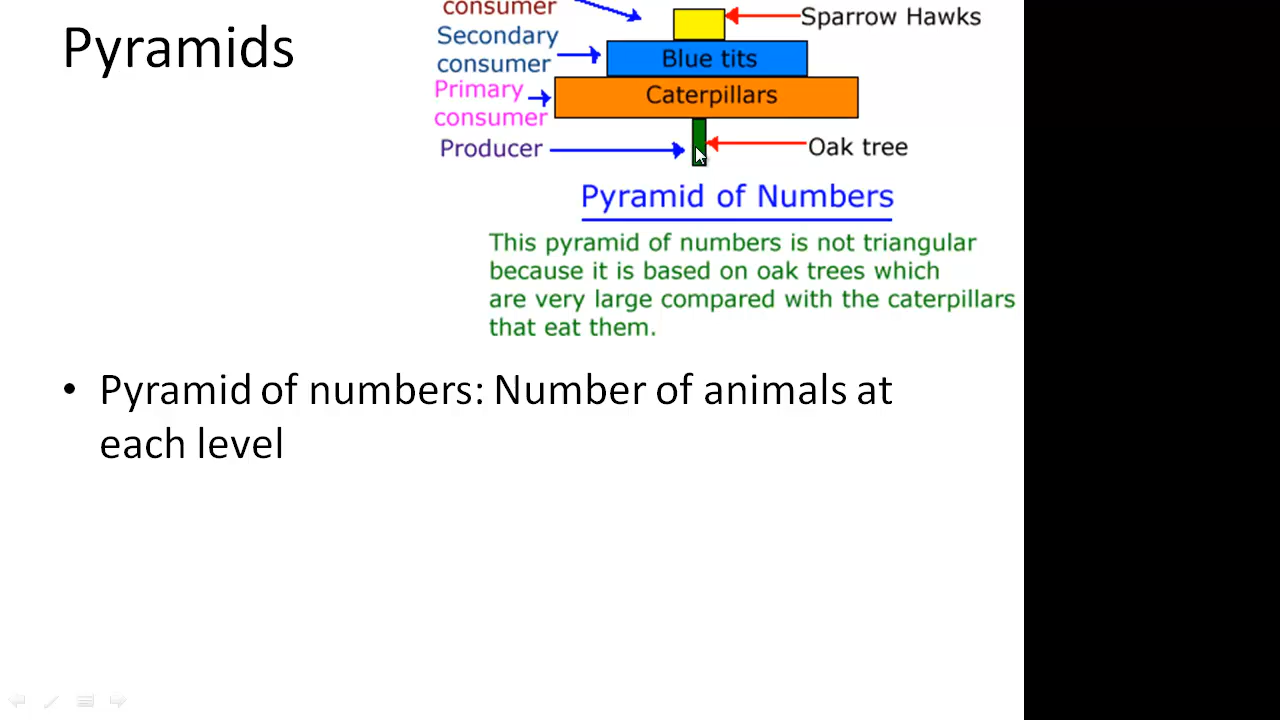 Pyramids
consumer
Sparrow Hawks
Secondary
consumer
Blue tits
Primary
consumer
Caterpillars
Producer
Oak tree
Pyramid of Numbers
This pyramid of numbers is not triangular
because it is based on oak trees which
are very large compared with the caterpillars
that eat them.
• Pyramid of numbers: Number of animals at
each level